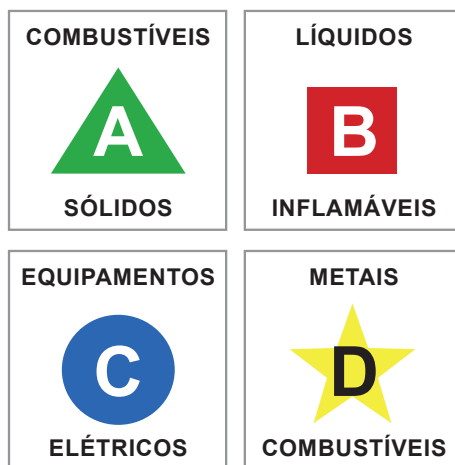 COMBUSTÍVEIS
A
SÓLIDOS
LÍQUIDOS
B
INFLAMÁVEIS
EQUIPAMENTOS
C
ELÉTRICOS
METAIS
D
COMBUSTÍVEIS